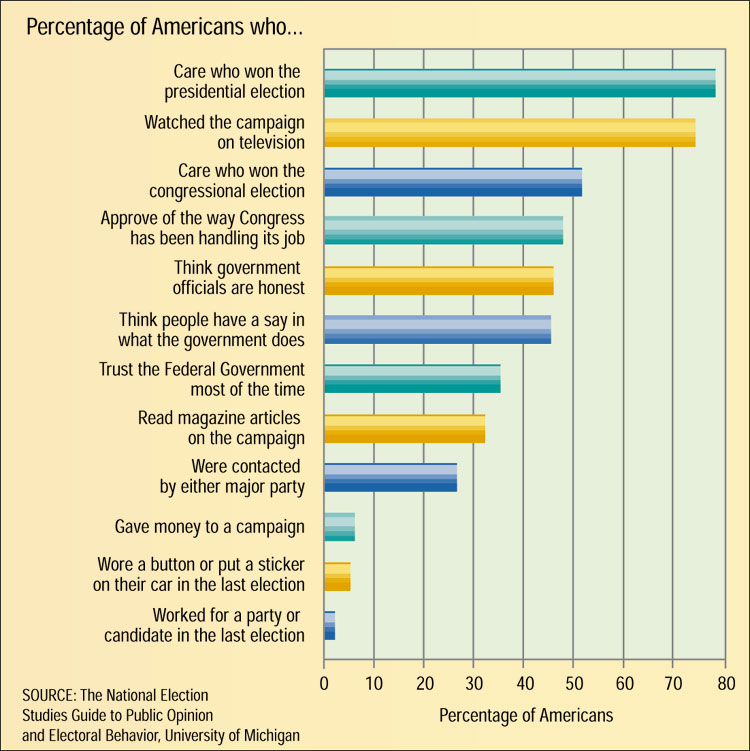 Percentage of Americans who...
Care who won the
presidential election
Watched the campaign
on television
Care who won the
congressional election
Approve of the way Congress
has been handling its job
Think government
officials are honest
Think people have a say in
what the government does
Trust the Federal Government
most of the time
Read magazine articles
on the campaign
Were contacted
by either major party
Gave money to a campaign
Wore a button or put a sticker
on their car in the last election
Worked for a party or
candidate in the last election
0 10 20 30 40 50 60 70 80
Percentage of Americans
SOURCE: The National Election
Studies Guide to Public Opinion
and Electoral Behavior, University of Michigan